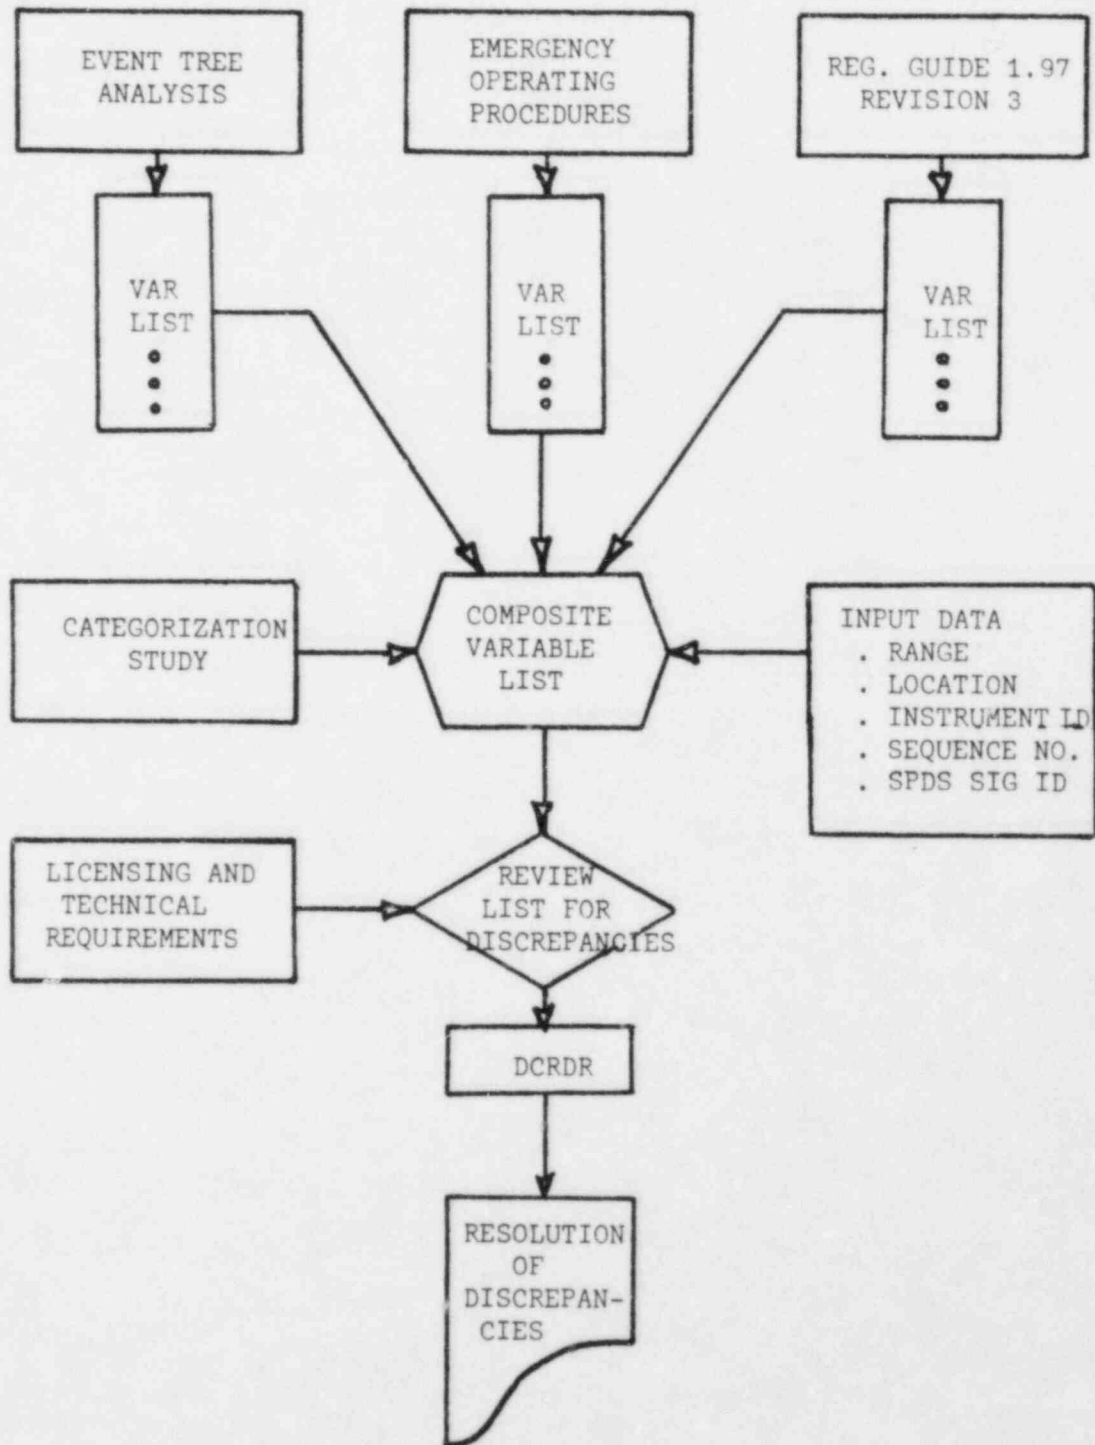 EVENT TREE
ANALYSIS
EMERGENCY
OPERATING
PROCEDURES
REG. GUIDE 1.97
REVISION 3
VAR
LIST
VAR
LIST
VAR
LIST
CATEGORIZATION
STUDY
COMPOSITE
VARIABLE
LIST
INPUT DATA
. RANGE
. LOCATION
. INSTRUMENT ID
. SEQUENCE NO.
. SPDS SIG ID
LICENSING AND
TECHNICAL
REQUIREMENTS
REVIEW
LIST FOR
DISCREPANCIES
DCRDR
RESOLUTION
OF
DISCREPAN-
CIES